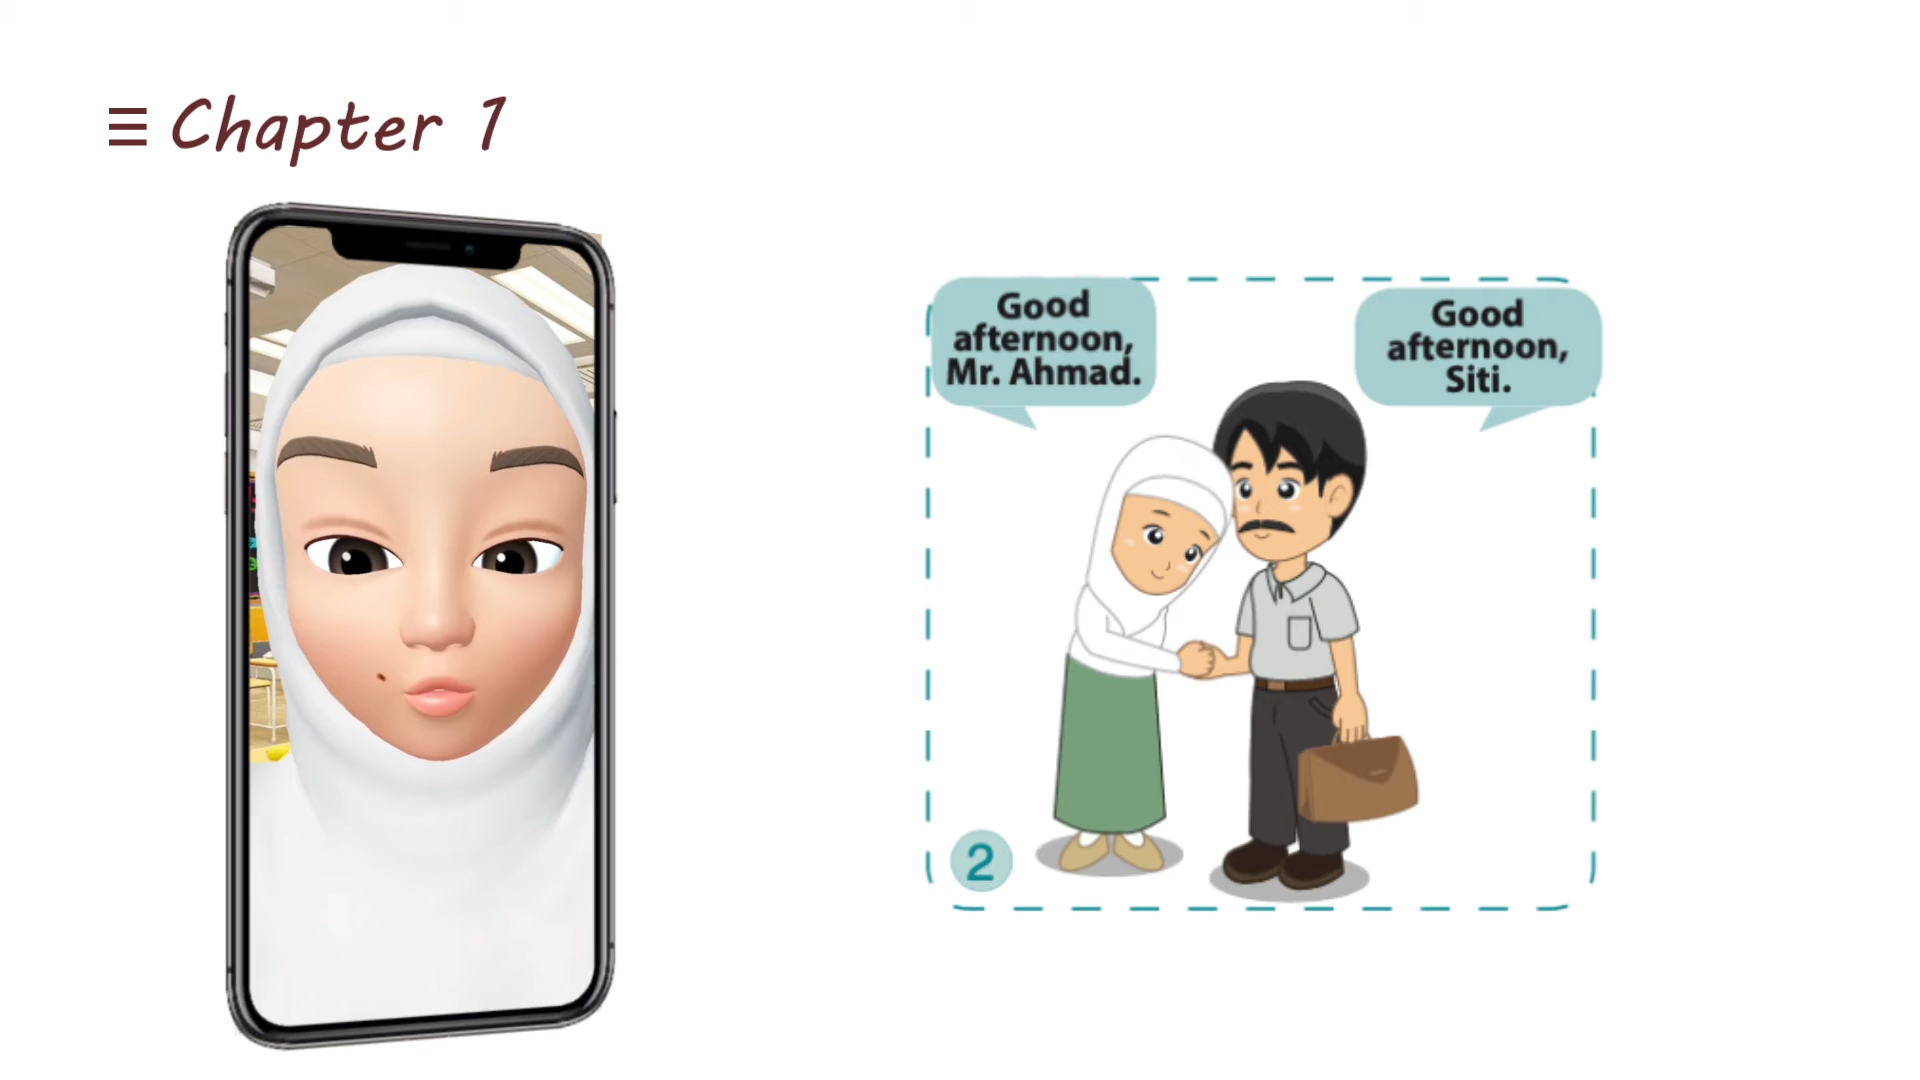 Chapter 1
Good
afternoon,
Mr. Ahmad.
Good
afternoon,
Siti.
2